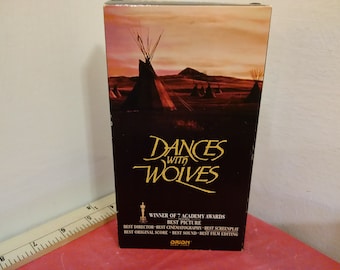 DANCES
WITH
WOLVES
WINNER OF 7 ACADEMY AWARDS
BEST PICTURE
BEST DIRECTOR • BEST CINEMATOGRAPHY • BEST SCREENPLAY
BEST ORIGINAL SCORE • BEST SOUND • BEST FILM EDITING
ORION